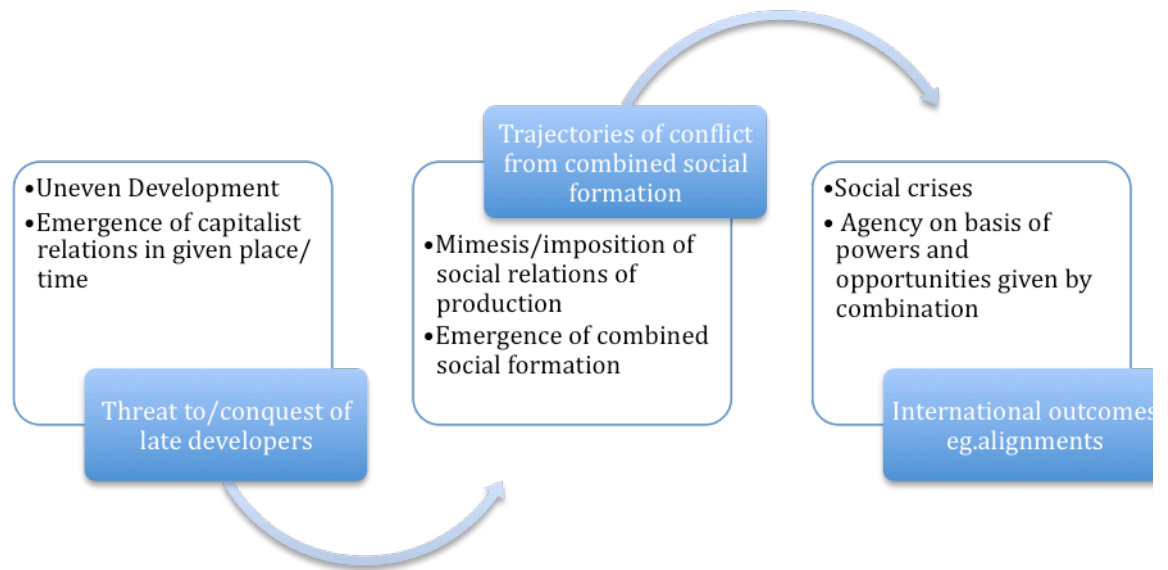 •Uneven Development
•Emergence of capitalist
relations in given place/
time
Threat to/conquest of
late developers
Trajectories of conflict
from combined social
formation
•Mimesis/imposition of
social relations of
production
•Emergence of combined
social formation
•Social crises
• Agency on basis of
powers and
opportunities given by
combination
International outcomes
eg.alignments